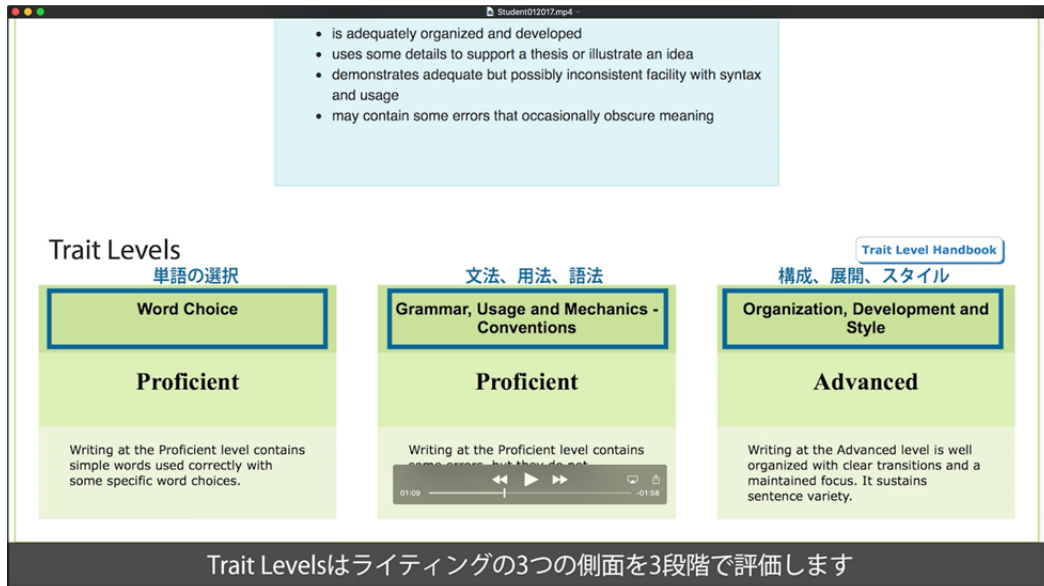 Student012017.mp4
• is adequately organized and developed
• uses some details to support a thesis or illustrate an idea
• demonstrates adequate but possibly inconsistent facility with syntax
and usage
• may contain some errors that occasionally obscure meaning
Trait Levels
Trait Level Handbook
単語の選択
Word Choice
Proficient
Writing at the Proficient level contains
simple words used correctly with
some specific word choices.
文法、用法、語法
Grammar, Usage and Mechanics -
Conventions
Proficient
Writing at the Proficient level contains
some errors, but they do not
01:09
-01:58
構成、展開、スタイル
Organization, Development and
Style
Advanced
Writing at the Advanced level is well
organized with clear transitions and a
maintained focus. It sustains
sentence variety.
Trait Levelsはライティングの3つの側面を3段階で評価します